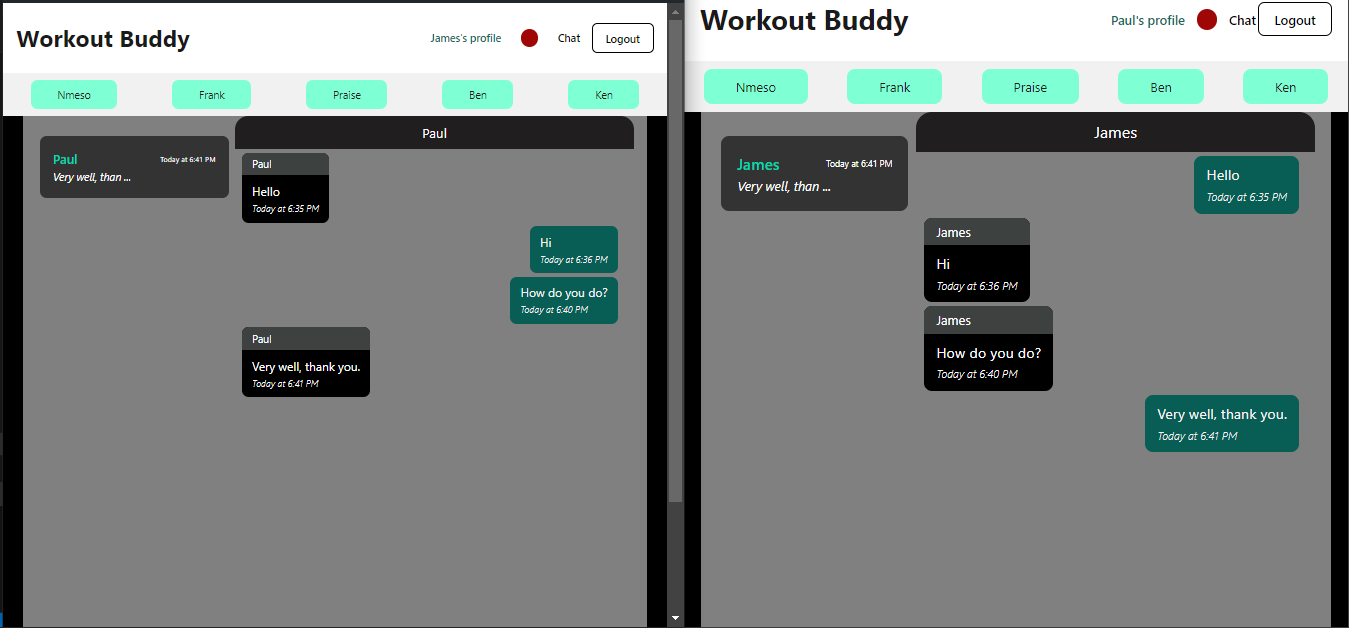 Workout Buddy
James's profile
Chat
Logout
Nmeso
Frank
Praise
Ben
Ken
Paul
Paul
Today at 6:41 PM
Very well, than ...
Paul
Hello
Today at 6:35 PM
Hi
Today at 6:36 PM
How do you do?
Today at 6:40 PM
Paul
Very well, thank you.
Today at 6:41 PM
Workout Buddy
Paul's profile
Chat
Logout
Nmeso
Frank
Praise
Ben
Ken
James
James
Today at 6:41 PM
Very well, than ...
Hello
Today at 6:35 PM
James
Hi
Today at 6:36 PM
James
How do you do?
Today at 6:40 PM
Very well, thank you.
Today at 6:41 PM